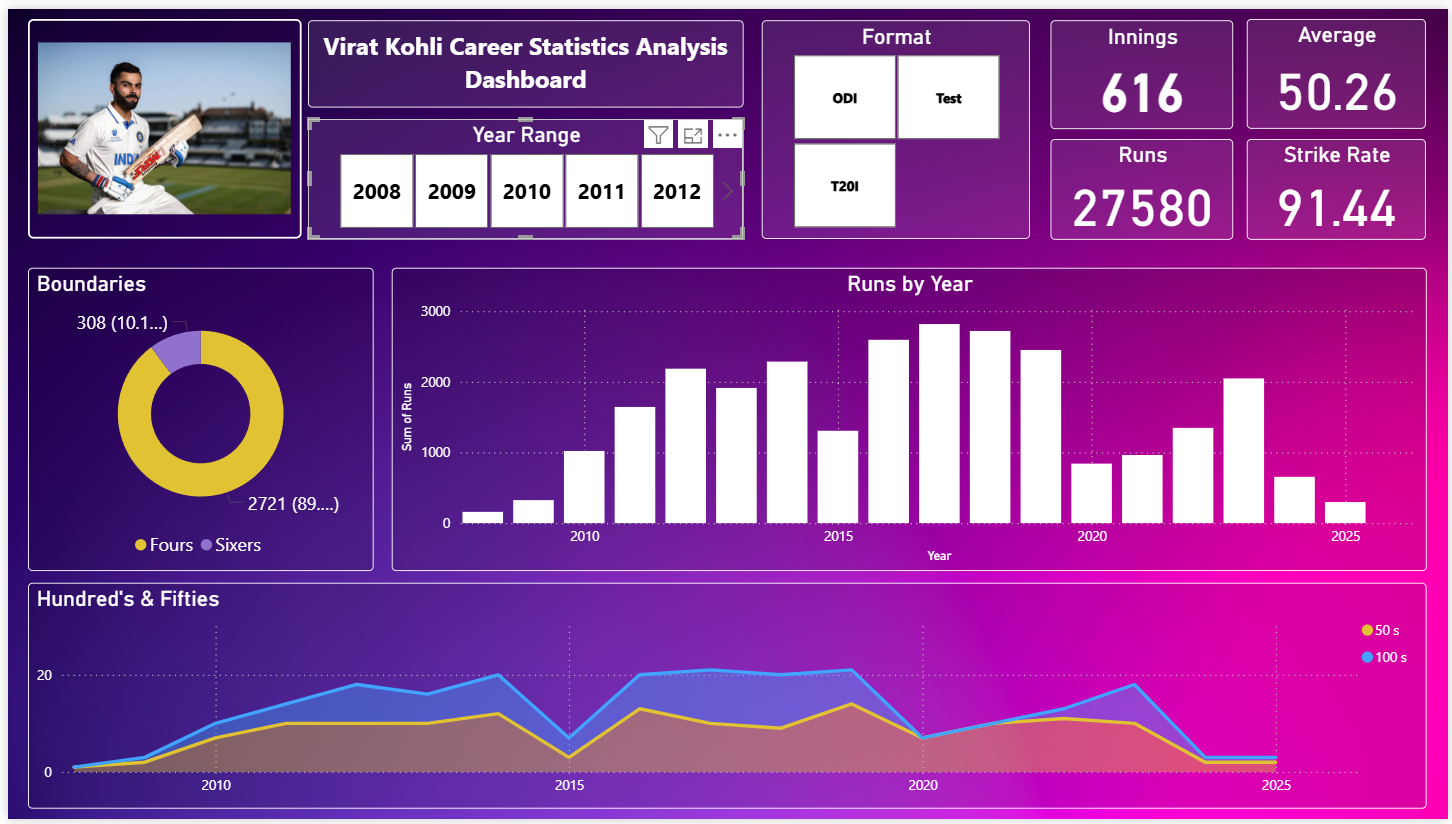 Virat Kohli Career Statistics Analysis
Dashboard
INDIA
Year Range
2008 2009 2010 2011 2012
Format
ODI Test
T20I
Innings
616
Average
50.26
Runs
27580
Strike Rate
91.44
Boundaries
308 (10.1...)
2721 (89....)
Fours Sixers
Runs by Year
Sum of Runs
3000
2000
1000
0
2010 2015 2020 2025
Year
Hundred's & Fifties
50 s
100 s
20
0
2010 2015 2020 2025